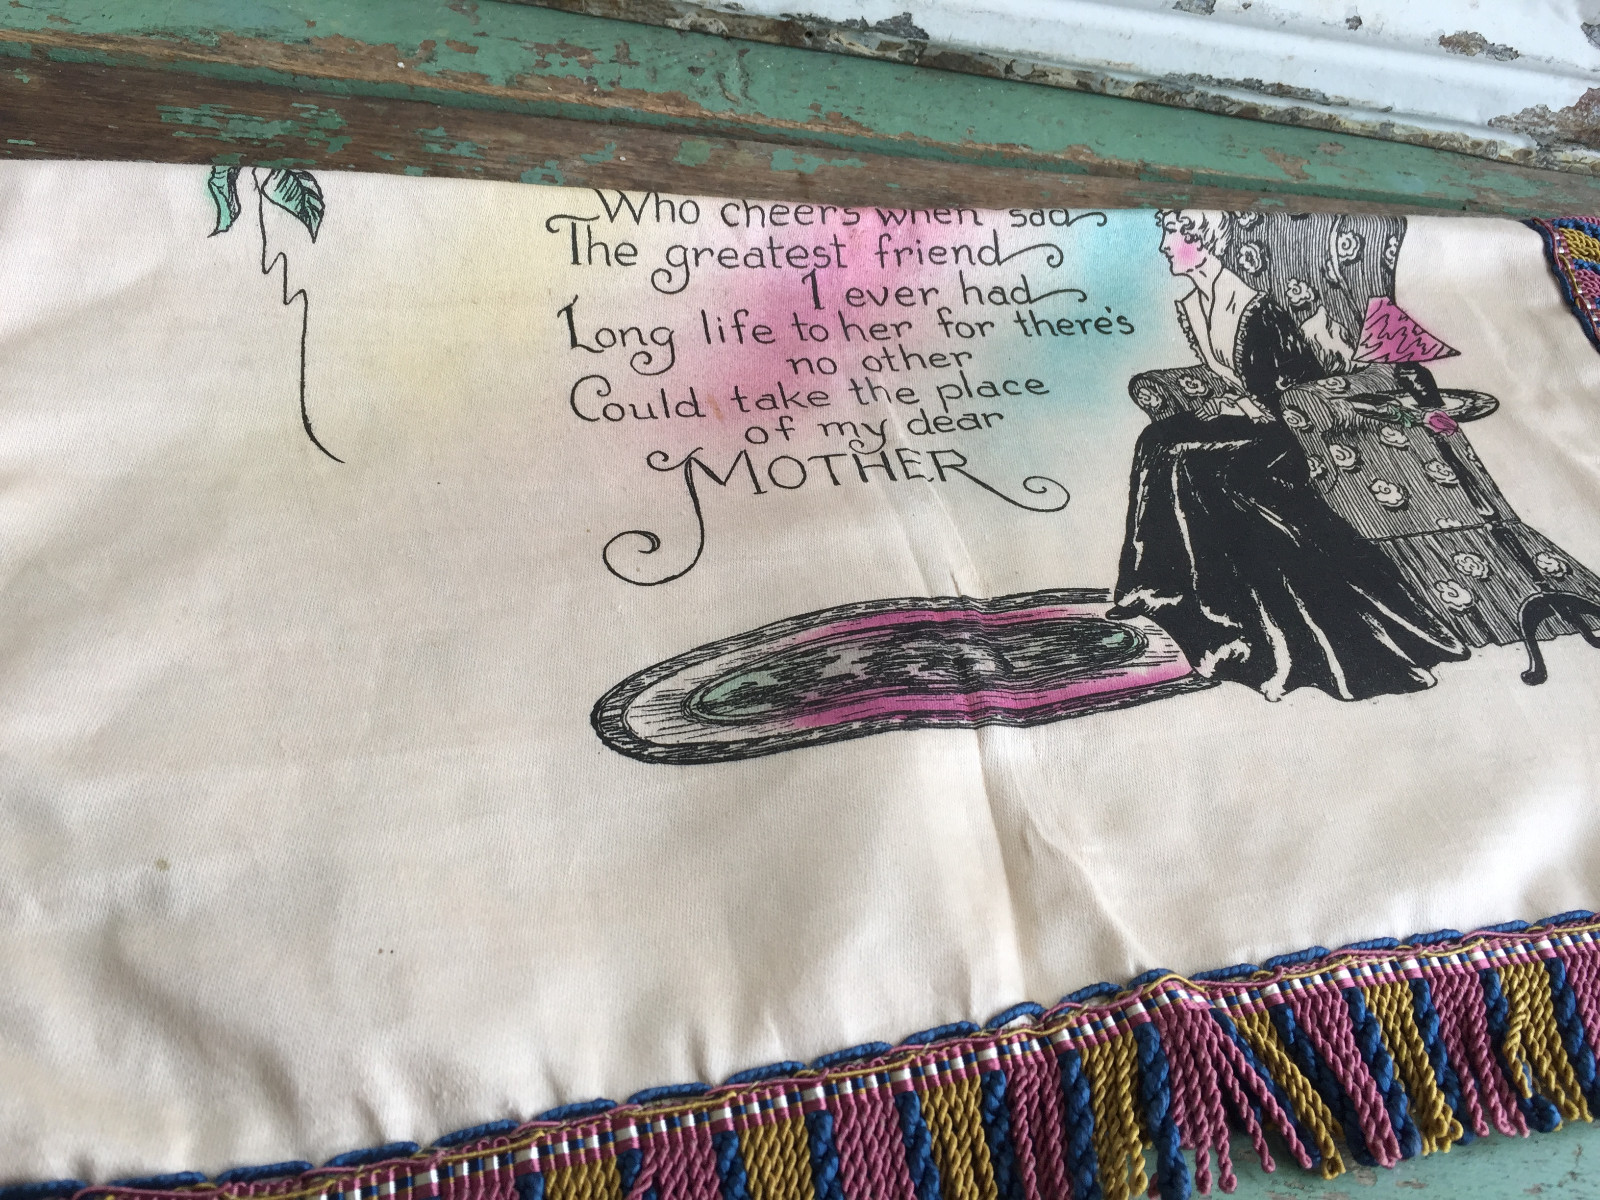 Who cheers when sad
The greatest friend
I ever had
Long life to her for there's
no other
Could take the place
of my dear
MOTHER